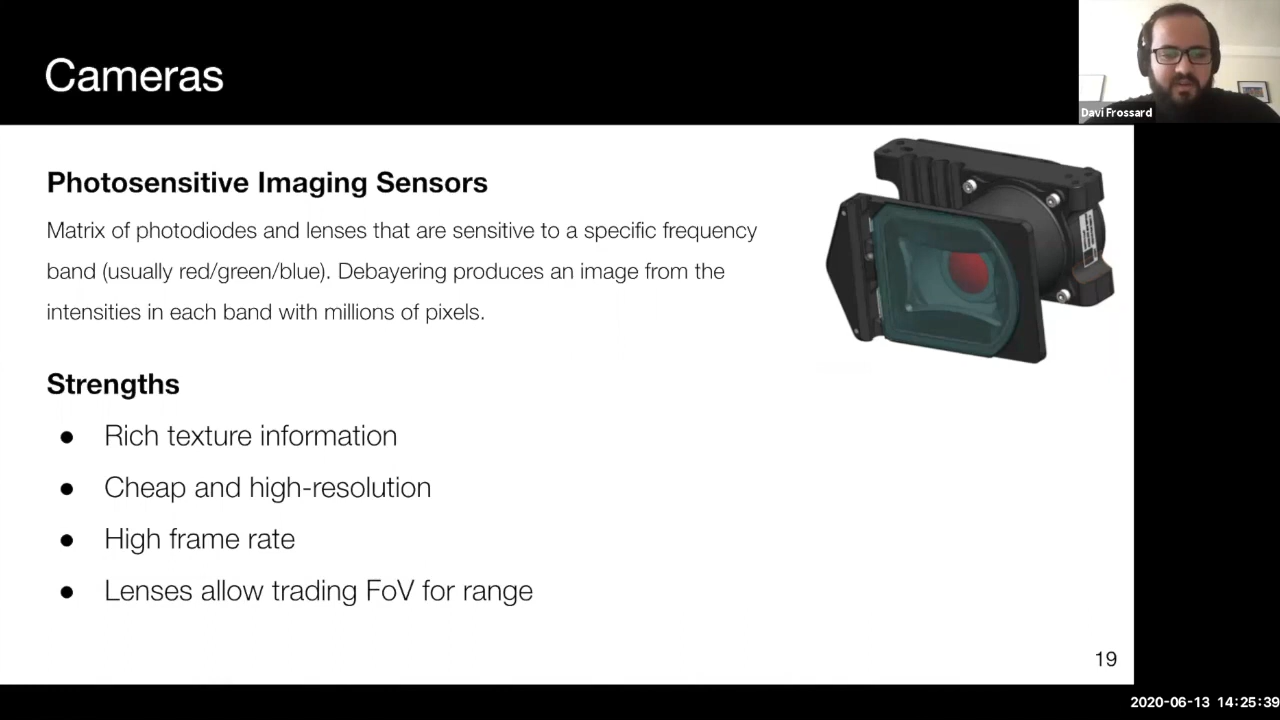 Cameras
Davi Frossard
Photosensitive Imaging Sensors
Matrix of photodiodes and lenses that are sensitive to a specific frequency
band (usually red/green/blue). Debayering produces an image from the
intensities in each band with millions of pixels.
Strengths
● Rich texture information
● Cheap and high-resolution
● High frame rate
● Lenses allow trading FoV for range
19
2020-06-13 14:25:39